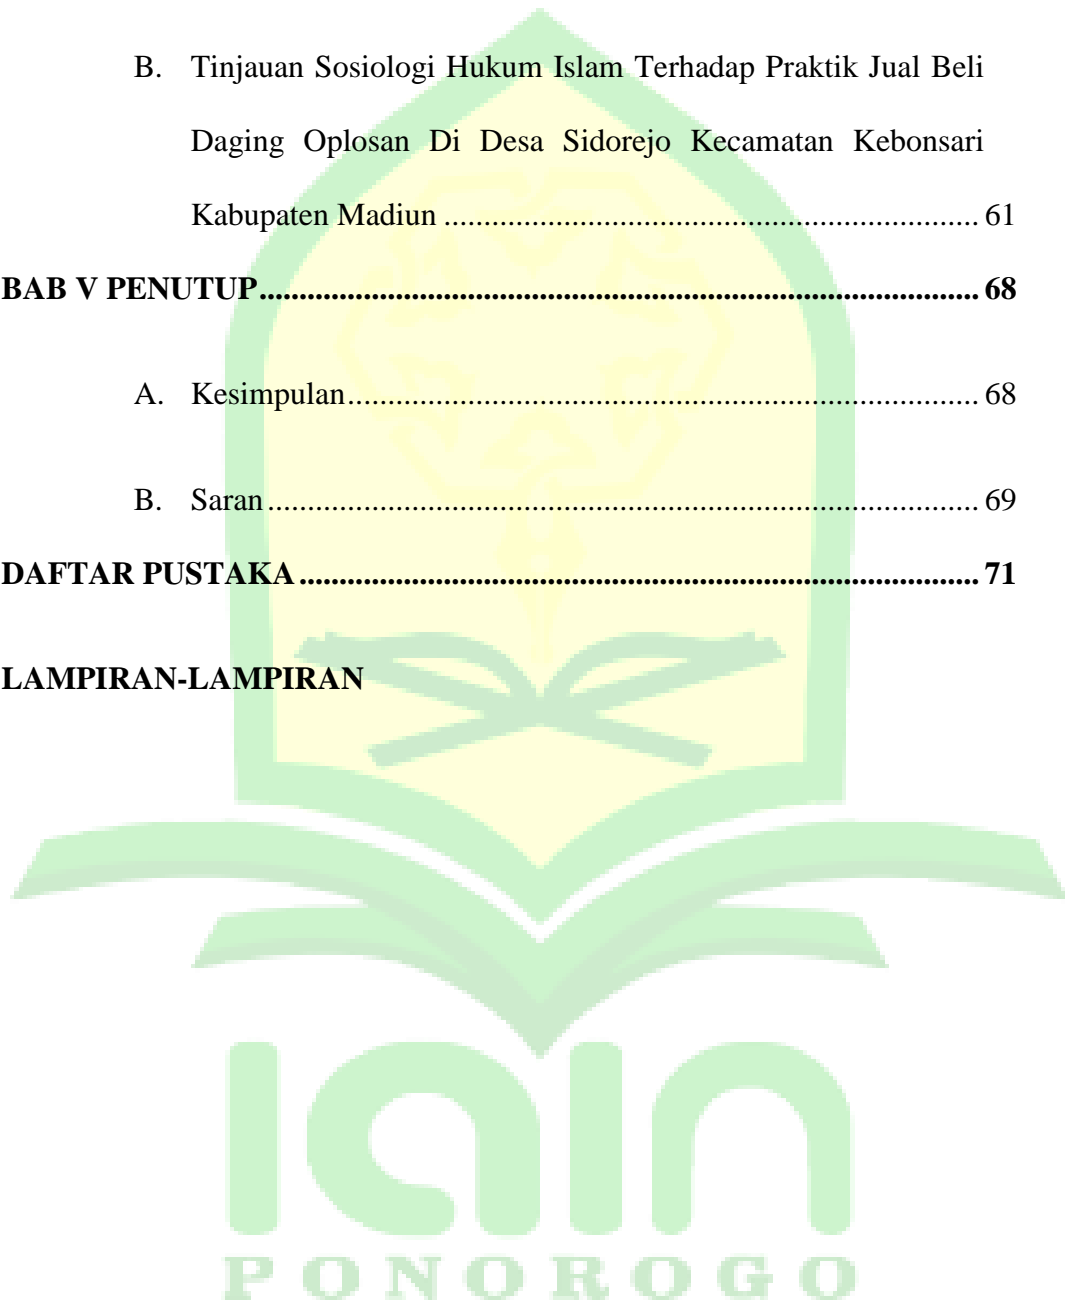 B. Tinjauan Sosiologi Hukum Islam Terhadap Praktik Jual Beli
Daging Oplosan Di Desa Sidorejo Kecamatan Kebonsari
Kabupaten Madiun ................................................................... 61
BAB V PENUTUP.......................................................................................... 68
A. Kesimpulan............................................................................... 68
B. Saran......................................................................................... 69
DAFTAR PUSTAKA..................................................................................... 71
LAMPIRAN-LAMPIRAN
iain
PONOROGO